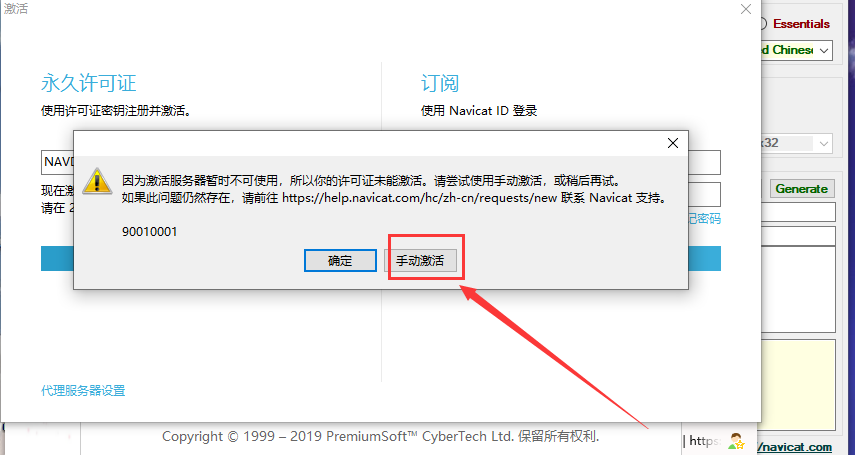 激活
永久许可证
使用许可证密钥注册并激活。
订阅
使用 Navicat ID 登录
NAVD
现在激
请在 2
因为激活服务器暂时不可使用，所以你的许可证未能激活。请尝试使用手动激活，或稍后再试。
如果此问题仍然存在，请前往 https://help.navicat.com/hc/zh-cn/requests/new 联系 Navicat 支持。
90010001
确定
手动激活
记密码
代理服务器设置
Essentials
d Chinese
x32
Generate
Copyright © 1999 – 2019 PremiumSoft™ CyberTech Ltd. 保留所有权利.
| https:
/navicat.com